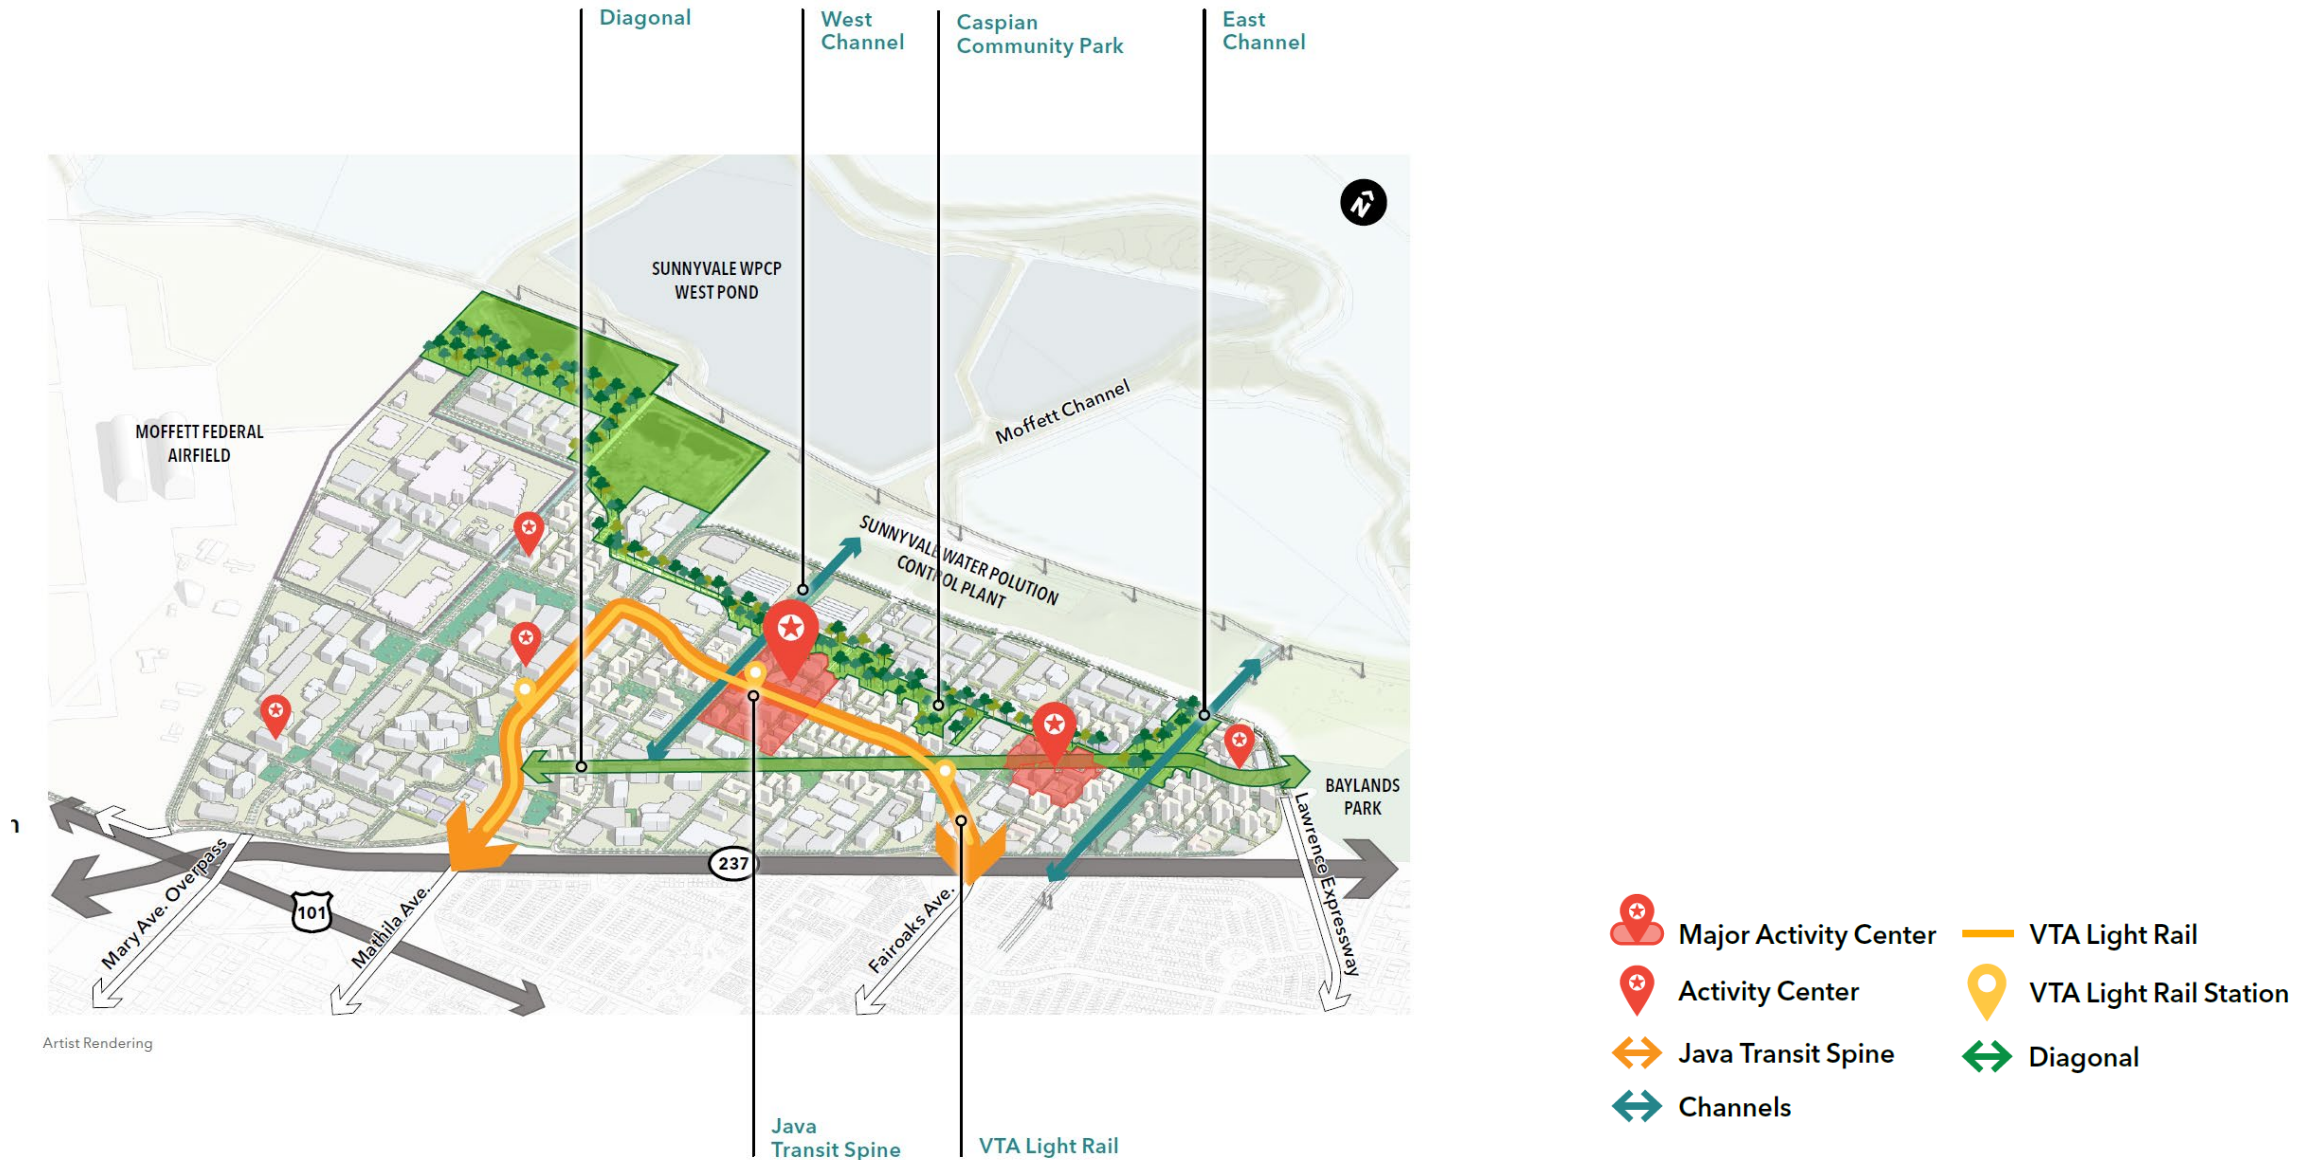 Diagonal
West
Channel
Caspian
Community Park
East
Channel
N
SUNNYVALE WPCP
WEST POND
Moffett Channel
MOFFETT FEDERAL
AIRFIELD
SUNNYVALE WATER POLUTION
CONTROL PLANT
BAYLANDS
PARK
n
237
101
Mary Ave. Overpass
Mathila Ave.
Fairoaks Ave.
Lawrence Expressway
Artist Rendering
Java
Transit Spine
VTA Light Rail
Major Activity Center
Activity Center
Java Transit Spine
Channels
VTA Light Rail
VTA Light Rail Station
Diagonal